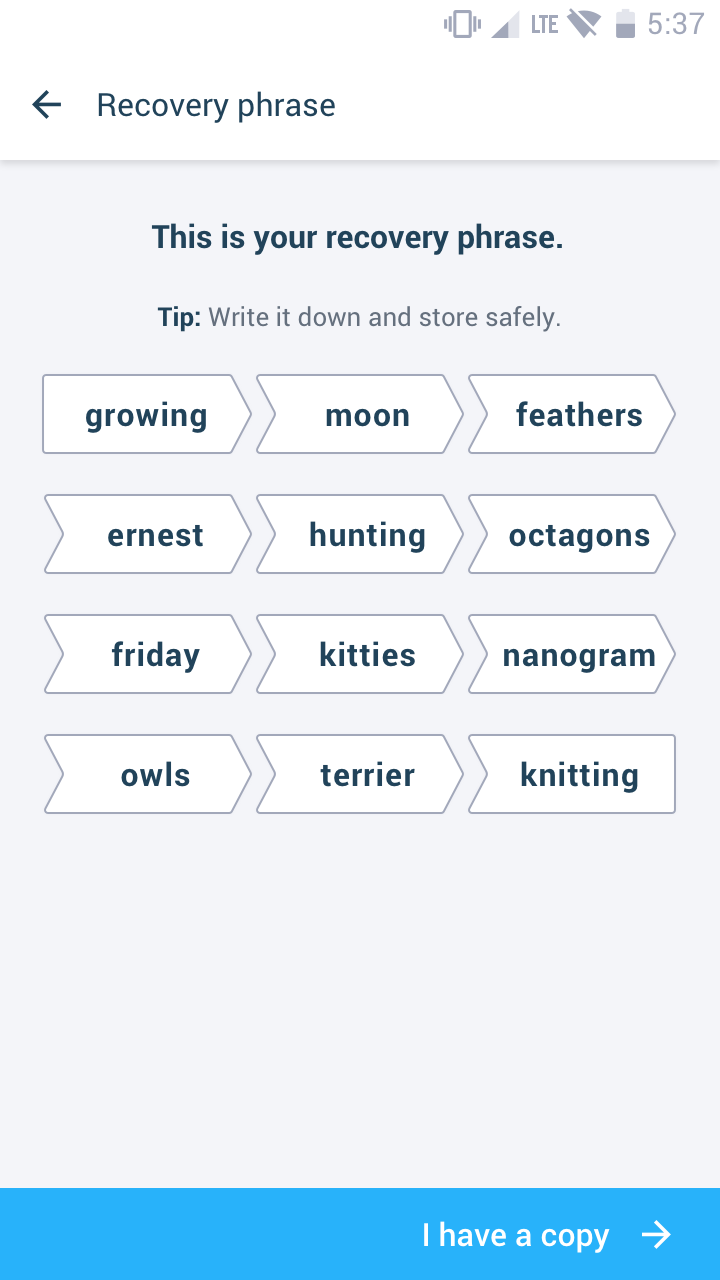 LTE 5:37
Recovery phrase
This is your recovery phrase.
Tip: Write it down and store safely.
growing moon feathers
ernest hunting octagons
friday kitties nanogram
owls terrier knitting
I have a copy